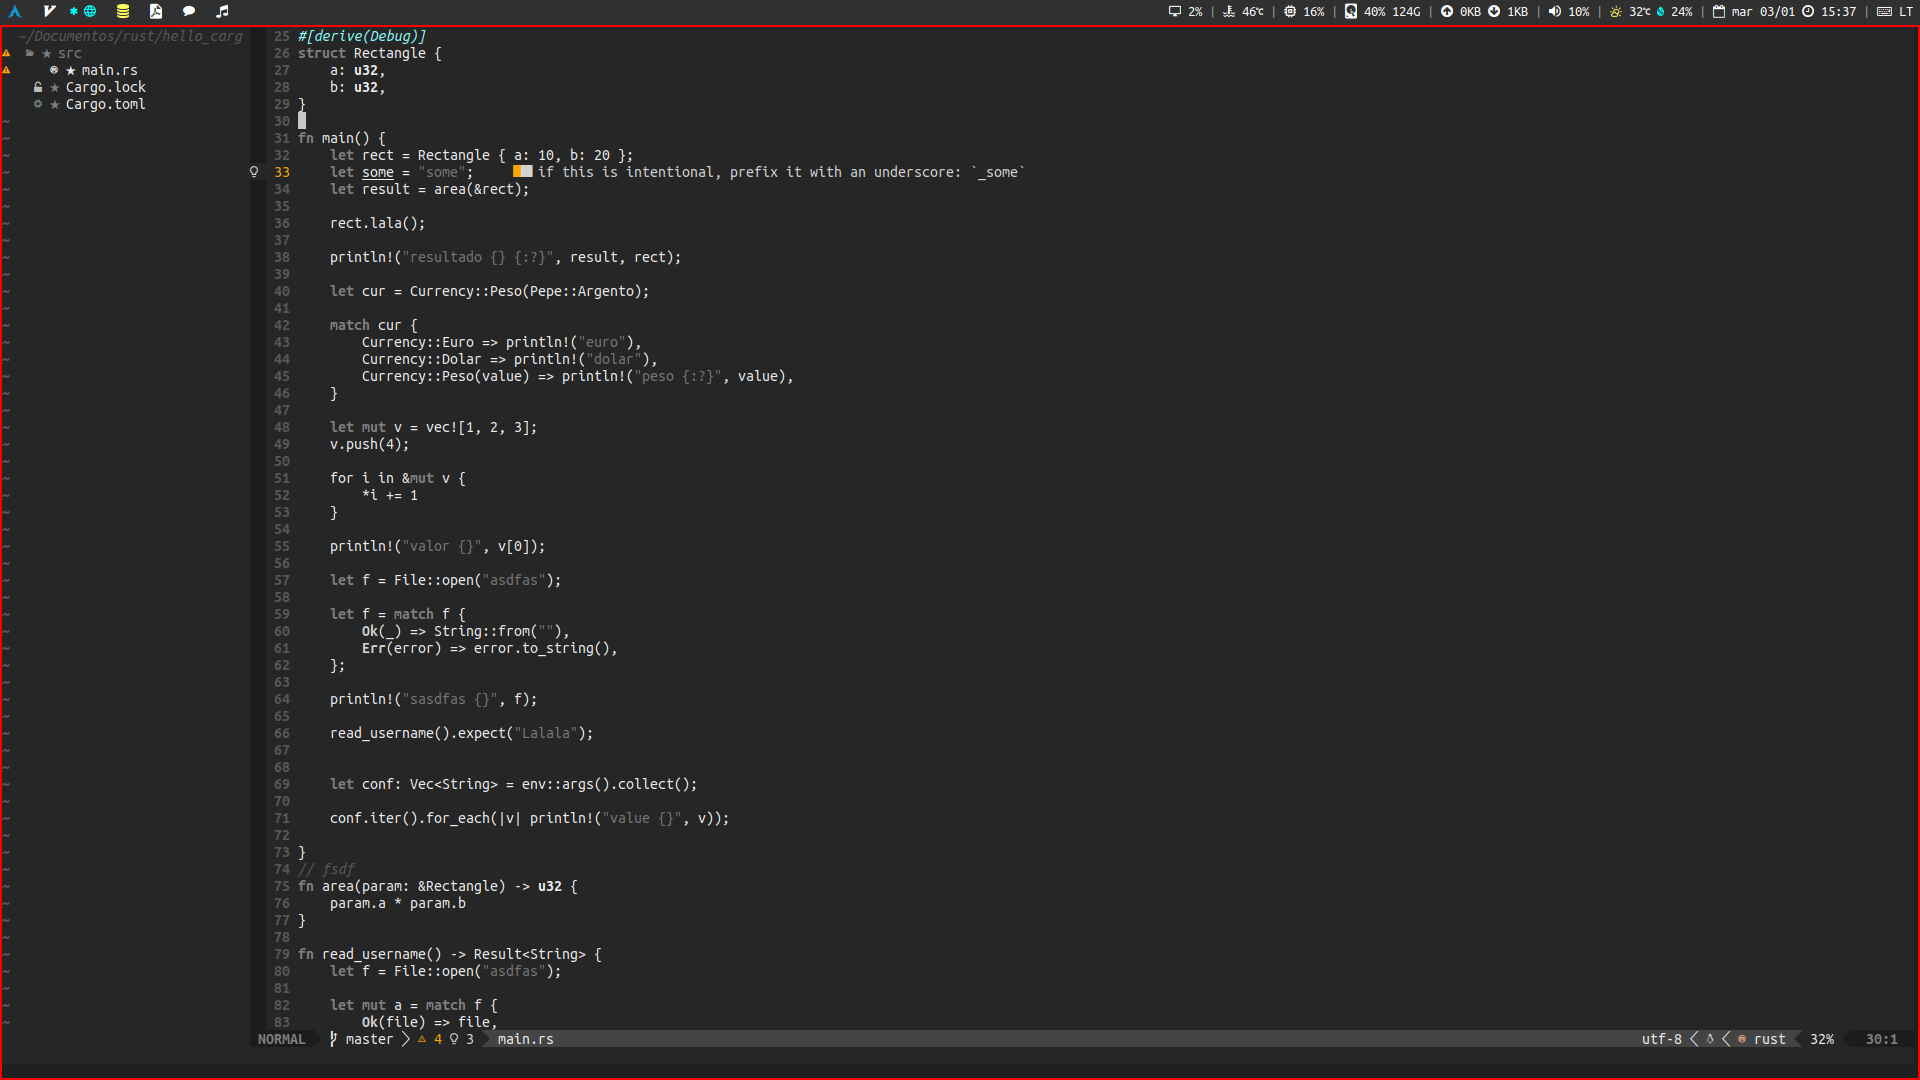 2% | 46℃ | 16% | 40% 124G | 0KB 1KB | 10% | 32℃ 24% | mar 03/01 15:37 | LT
~/Documentos/rust/hello_carg
src
main.rs
Cargo.lock
Cargo.toml
25 #[derive(Debug)]
26 struct Rectangle {
27     a: u32,
28     b: u32,
29 }
30
31 fn main() {
32     let rect = Rectangle { a: 10, b: 20 };
33     let some = "some";     if this is intentional, prefix it with an underscore: `_some`
34     let result = area(&rect);
35
36     rect.lala();
37
38     println!("resultado {} {:?}", result, rect);
39
40     let cur = Currency::Peso(Pepe::Argento);
41
42     match cur {
43         Currency::Euro => println!("euro"),
44         Currency::Dolar => println!("dolar"),
45         Currency::Peso(value) => println!("peso {:?}", value),
46     }
47
48     let mut v = vec![1, 2, 3];
49     v.push(4);
50
51     for i in &mut v {
52         *i += 1
53     }
54
55     println!("valor {}", v[0]);
56
57     let f = File::open("asdfas");
58
59     let f = match f {
60         Ok(_) => String::from(""),
61         Err(error) => error.to_string(),
62     };
63
64     println!("sasdfas {}", f);
65
66     read_username().expect("Lalala");
67
68
69     let conf: Vec<String> = env::args().collect();
70
71     conf.iter().for_each(|v| println!("value {}", v));
72
73 }
74 // fsdf
75 fn area(param: &Rectangle) -> u32 {
76     param.a * param.b
77 }
78
79 fn read_username() -> Result<String> {
80     let f = File::open("asdfas");
81
82     let mut a = match f {
83         Ok(file) => file,
NORMAL master 4 3 main.rs utf-8 rust 32% 30:1